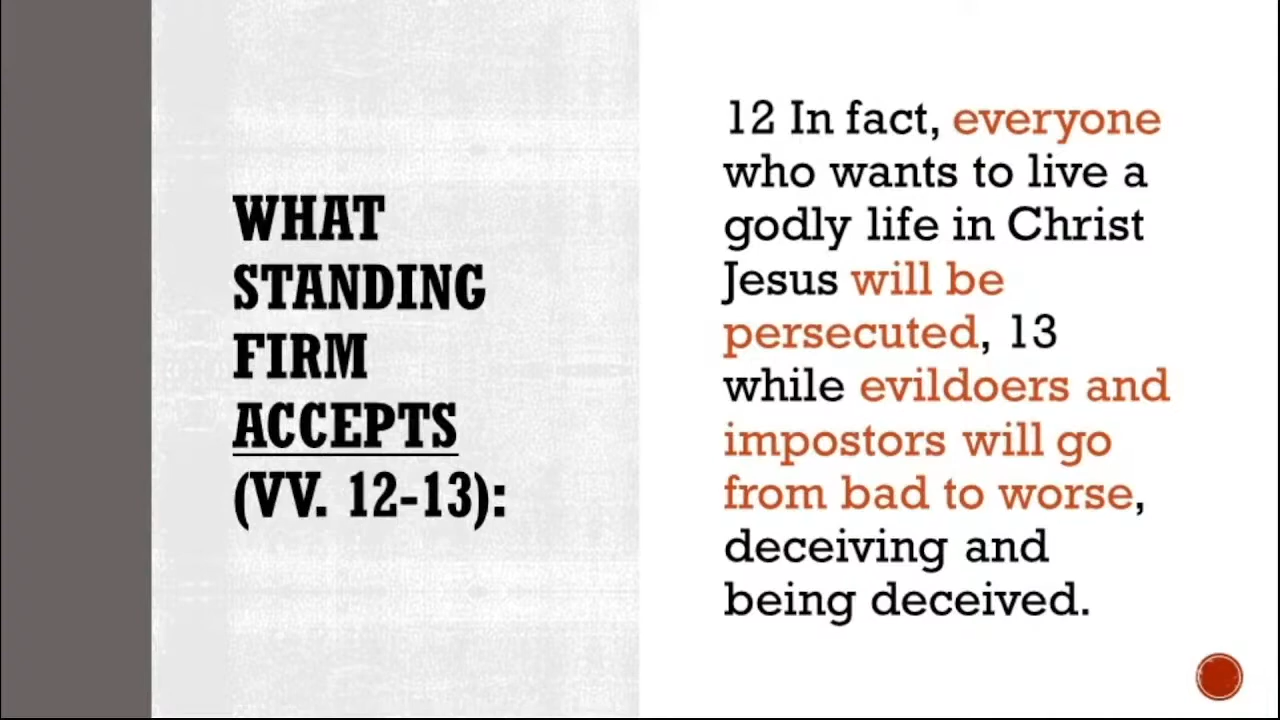 WHAT
STANDING
FIRM
ACCEPTS
(VV. 12-13):
12 In fact, everyone
who wants to live a
godly life in Christ
Jesus will be
persecuted, 13
while evildoers and
impostors will go
from bad to worse,
deceiving and
being deceived.